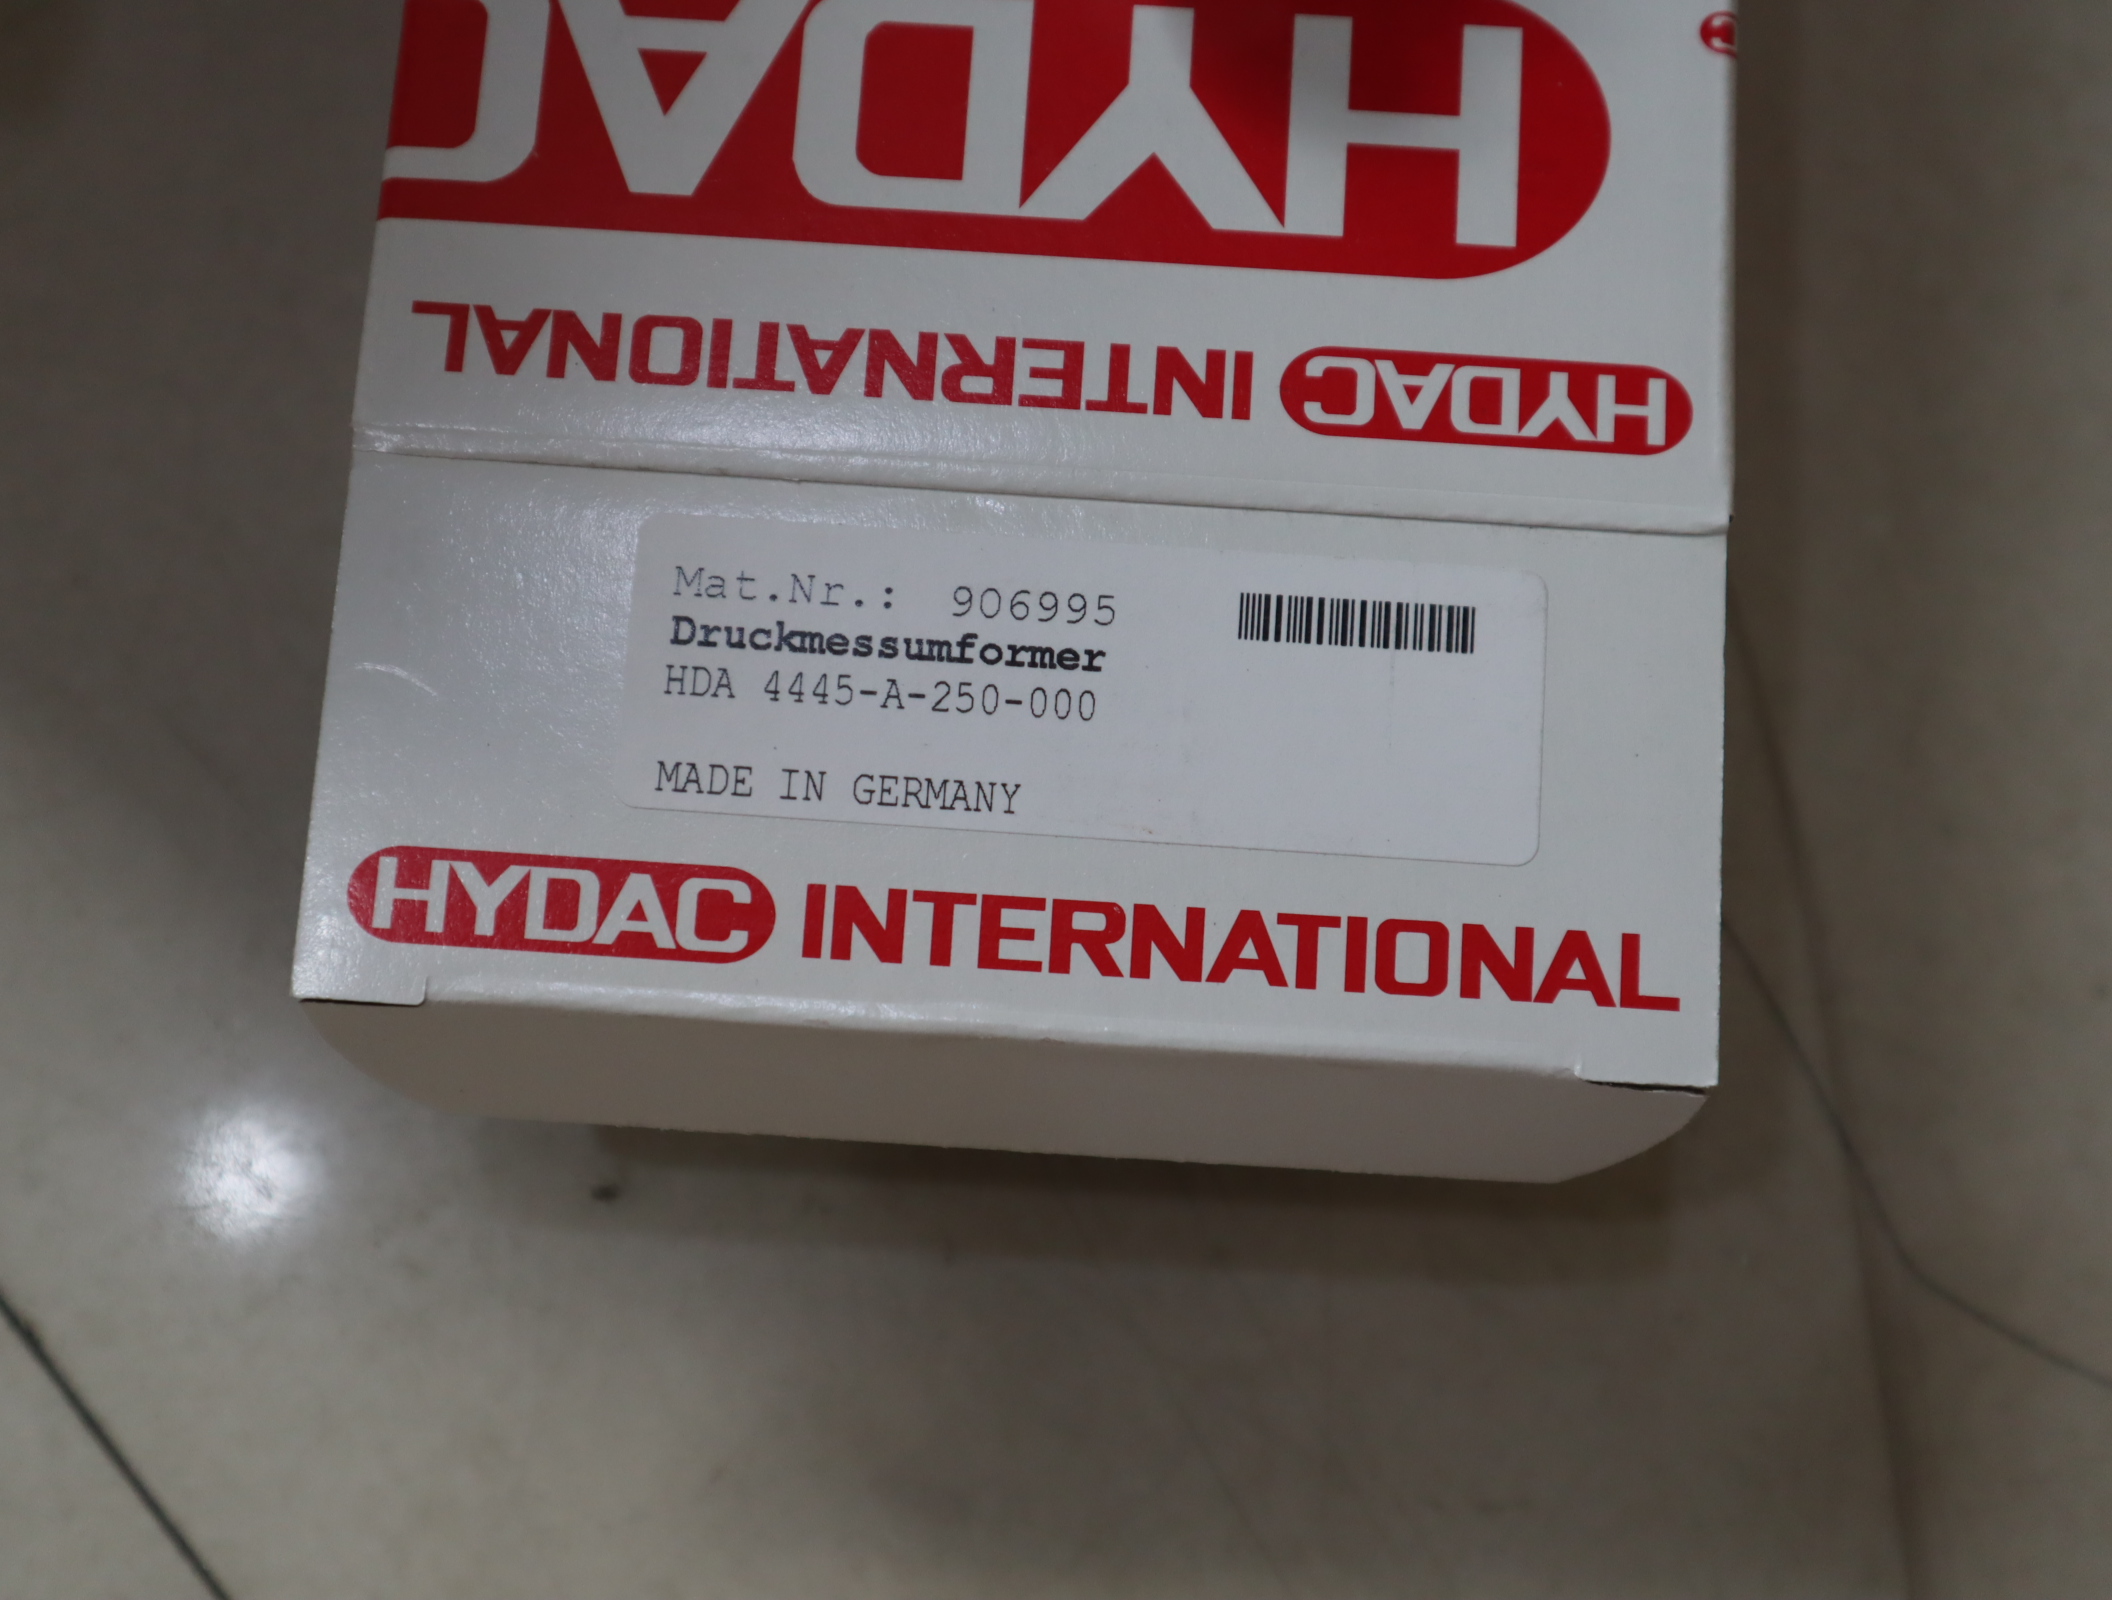 HYDAC
HYDAC INTERNATIONAL
Mat.Nr.: 906995
Druckmessumformer
HDA 4445-A-250-000
MADE IN GERMANY
HYDAC INTERNATIONAL